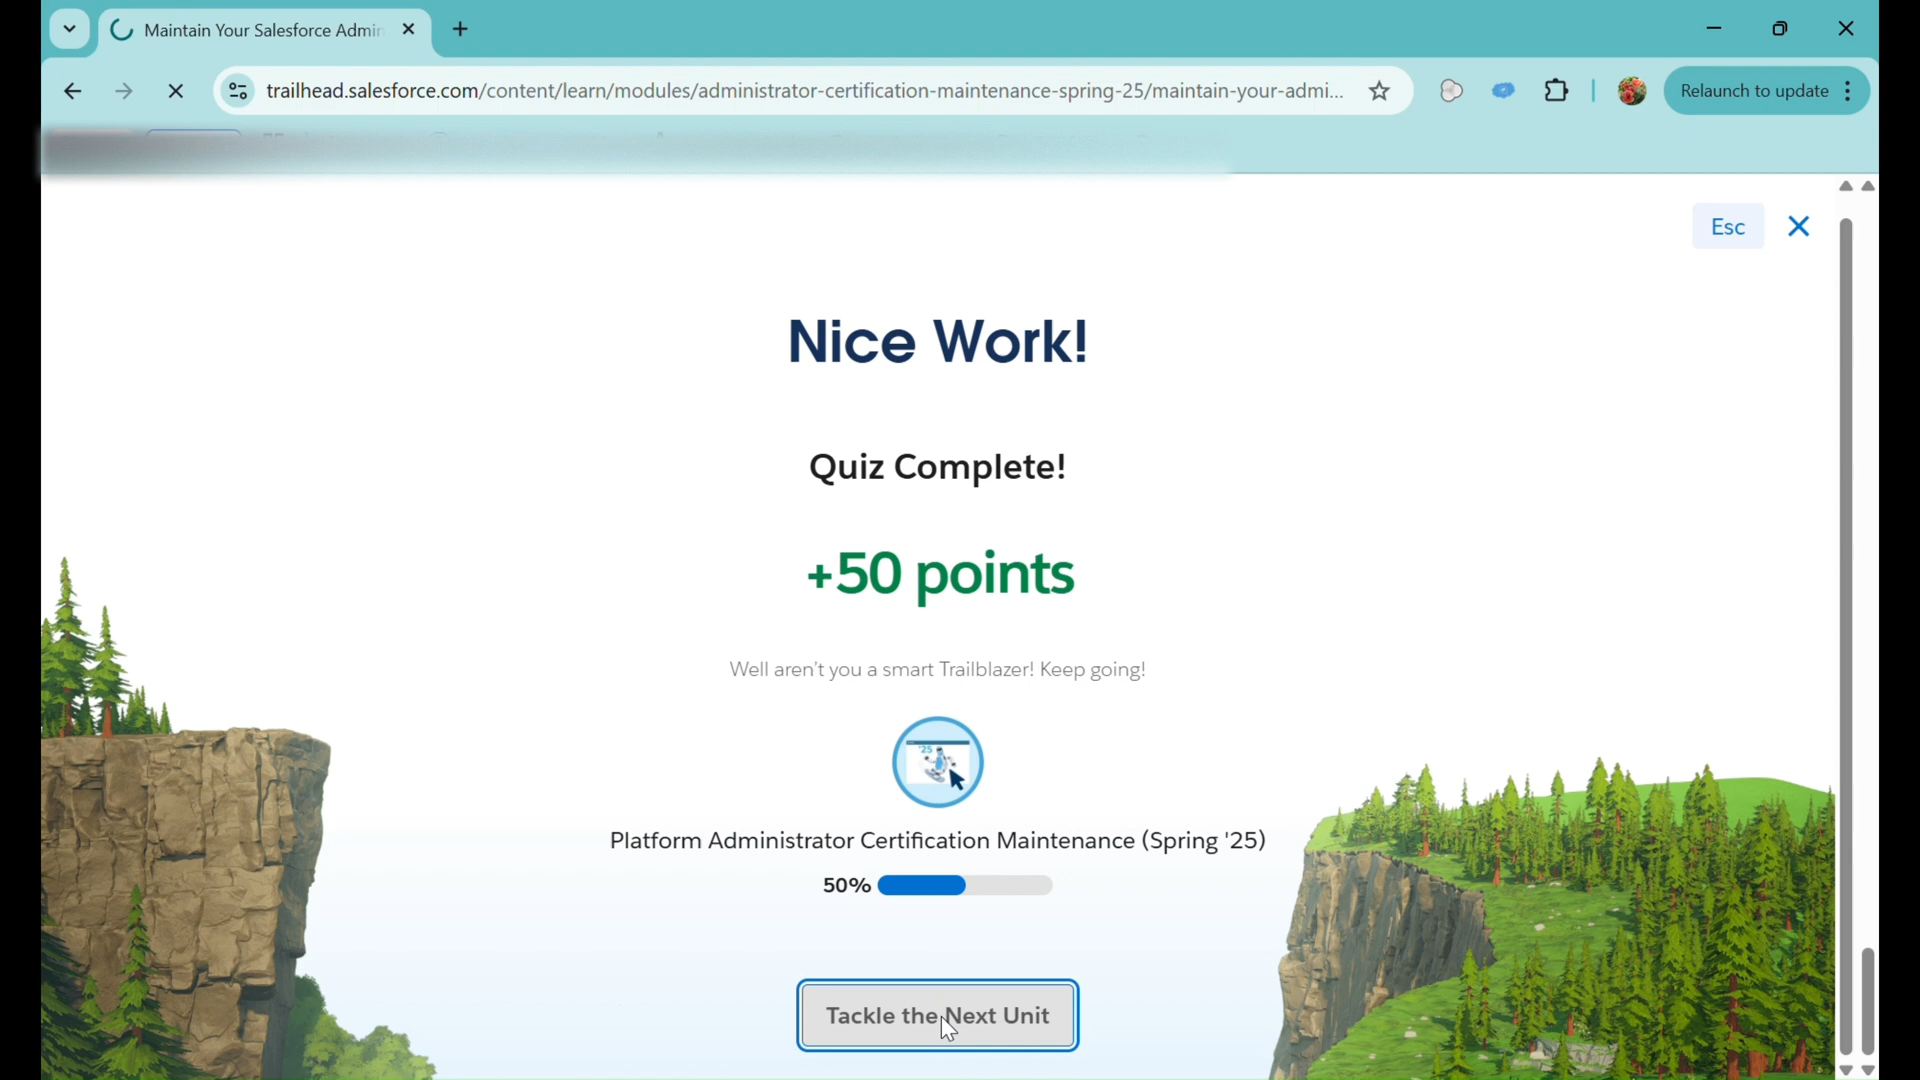 Maintain Your Salesforce Admin
trailhead.salesforce.com/content/learn/modules/administrator-certification-maintenance-spring-25/maintain-your-admi...
Relaunch to update
Esc
Nice Work!
Quiz Complete!
+50 points
Well aren't you a smart Trailblazer! Keep going!
'25
Platform Administrator Certification Maintenance (Spring '25)
50%
Tackle the Next Unit